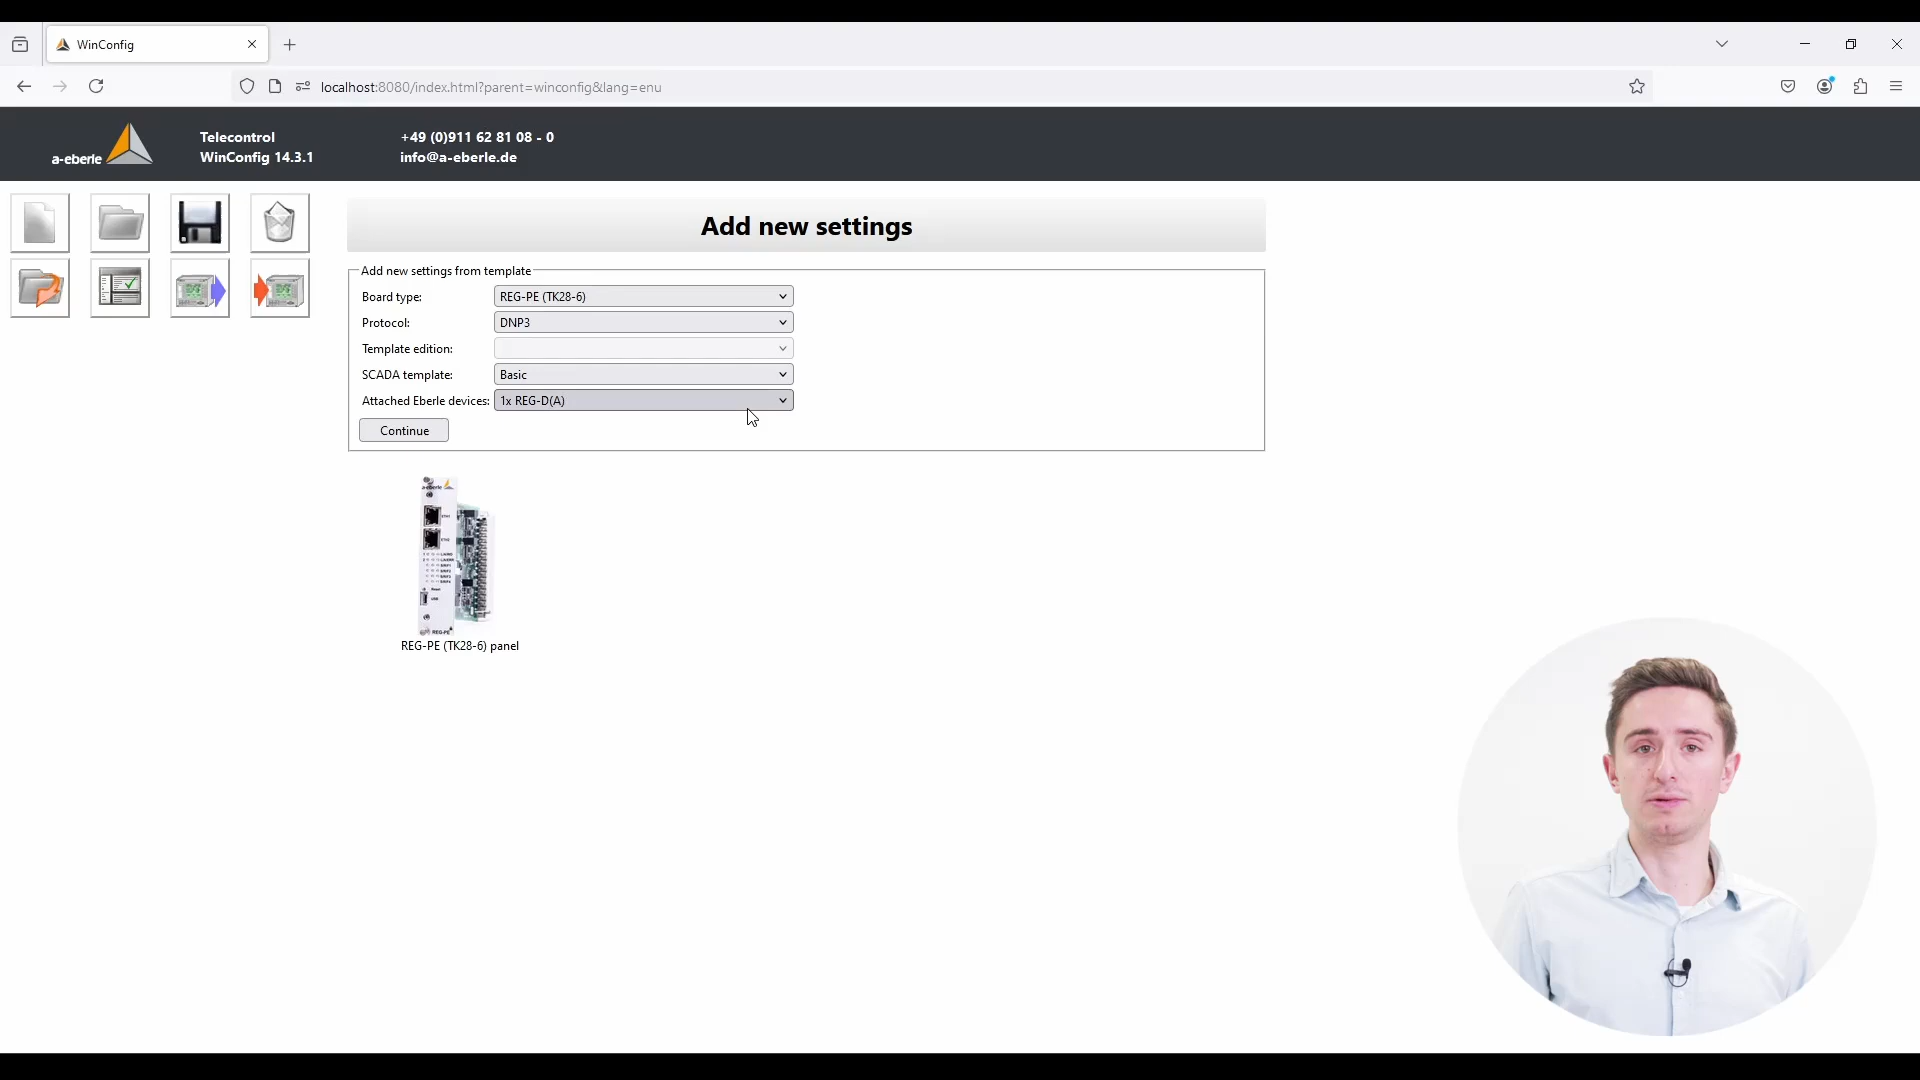 WinConfig
localhost:8080/index.html?parent=winconfig&lang=enu
a-eberle
Telecontrol
WinConfig 14.3.1
+49 (0)911 62 81 08 - 0
info@a-eberle.de
Add new settings
Add new settings from template
Board type: REG-PE (TK28-6)
Protocol: DNP3
Template edition:
SCADA template: Basic
Attached Eberle devices: 1x REG-D(A)
Continue
a-eberle
REG-PE
REG-PE (TK28-6) panel